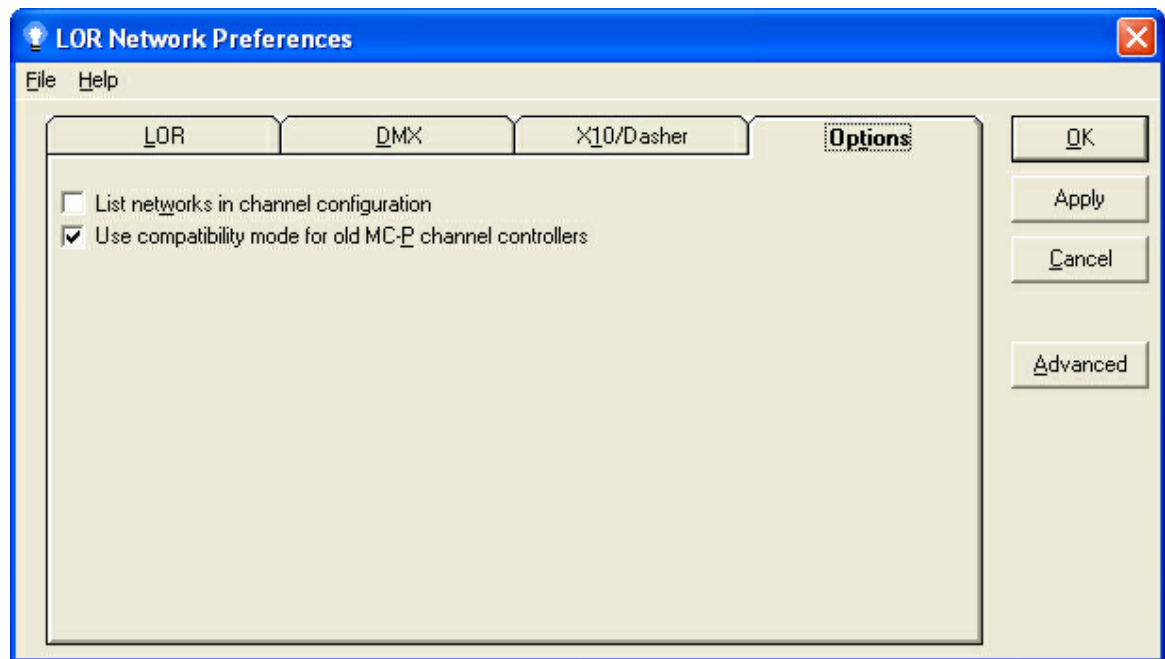 LOR Network Preferences
File Help
LOR DMX X10/Dasher Options
OK
List networks in channel configuration
Apply
Use compatibility mode for old MC-P channel controllers
Cancel
Advanced